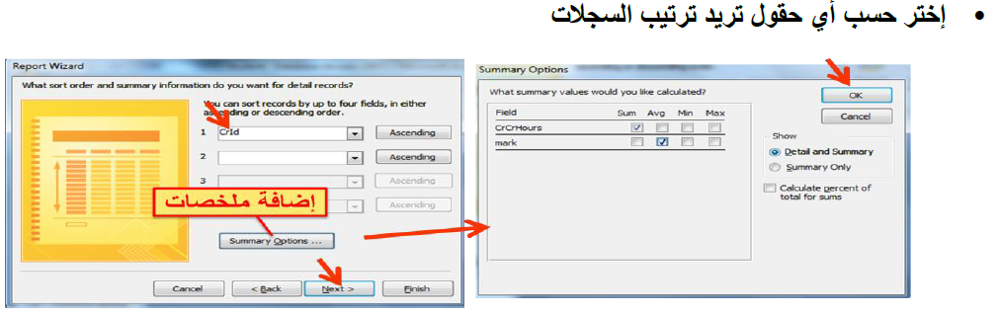 • إختر حسب أي حقول تريد ترتيب السجلات
Report Wizard
What sort order and summary information do you want for detail records?
You can sort records by up to four fields, in either
ascending or descending order.
1 CrId Ascending
2 Ascending
3 Ascending
إضافة ملخصات
Ascending
Summary Options ...
Cancel < Back Next > Finish
Summary Options
What summary values would you like calculated?
Field Sum Avg Min Max
CrCrHours
mark
OK
Cancel
Show
Detail and Summary
Summary Only
Calculate percent of
total for sums